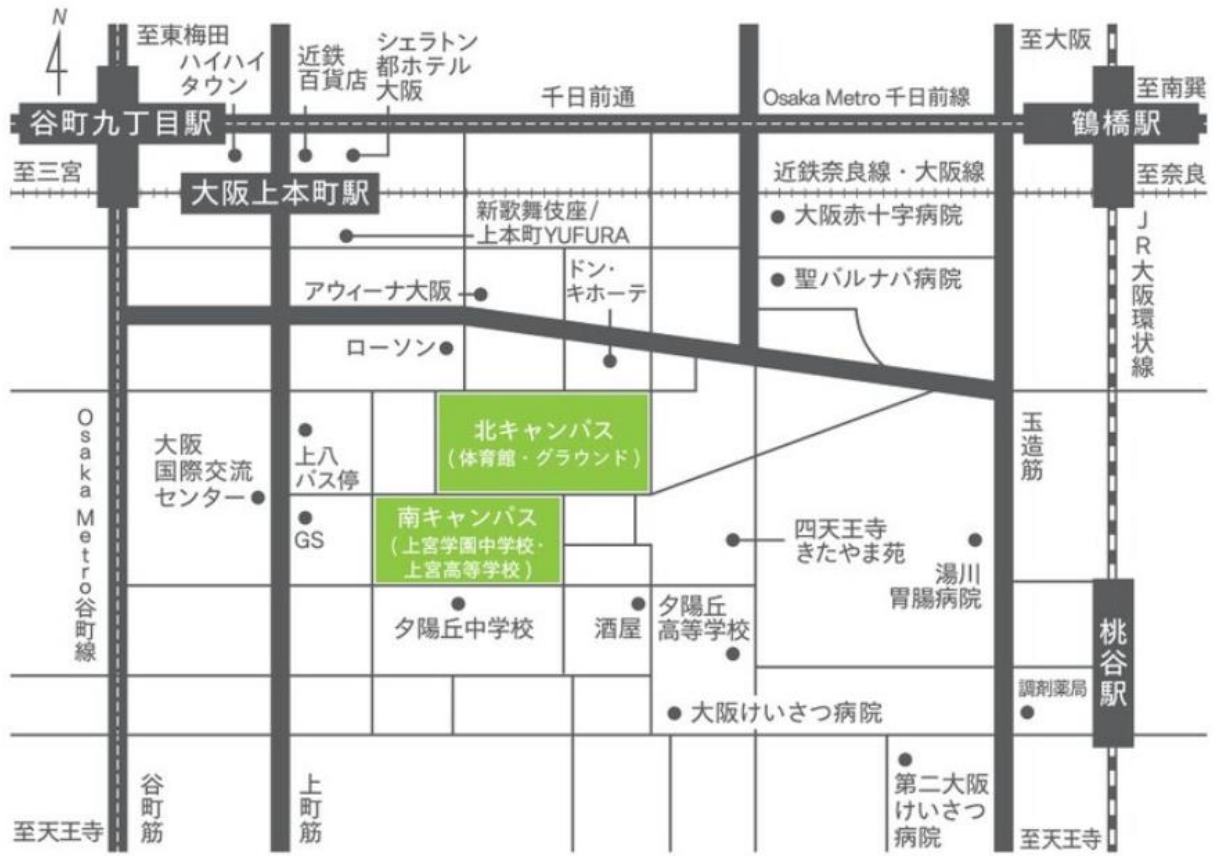 N
至東梅田
ハイハイ
タウン
近鉄
百貨店
シェラトン
都ホテル
大阪
千日前通
Osaka Metro 千日前線
至大阪
至南巽
谷町九丁目駅
鶴橋駅
至三宮
大阪上本町駅
近鉄奈良線・大阪線
至奈良
新歌舞伎座/
上本町YUFURA
大阪赤十字病院
JR大阪環状線
アウィーナ大阪
ドン・
キホーテ
聖バルナバ病院
ローソン
Osaka Metro谷町線
大阪
国際交流
センター
上八
バス停
GS
北キャンパス
(体育館・グラウンド)
南キャンパス
(上宮学園中学校・
上宮高等学校)
玉造筋
四天王寺
きたやま苑
湯川
胃腸病院
夕陽丘中学校
酒屋
夕陽丘
高等学校
桃谷駅
調剤薬局
大阪けいさつ病院
第二大阪
けいさつ
病院
谷町筋
上町筋
至天王寺
至天王寺